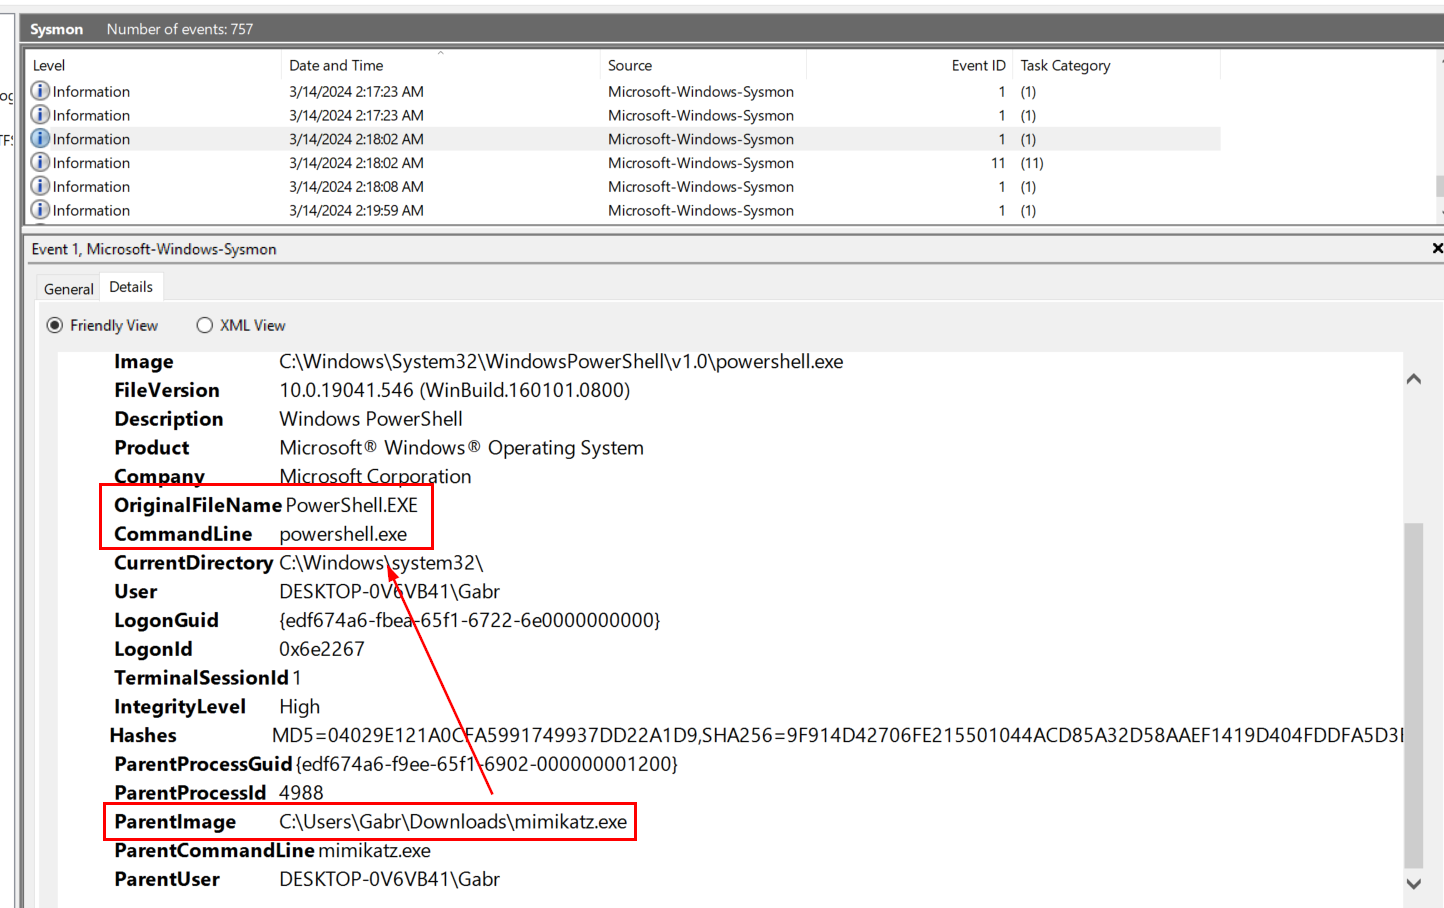 Sysmon Number of events: 757
Level Date and Time Source Event ID Task Category
Information 3/14/2024 2:17:23 AM Microsoft-Windows-Sysmon 1 (1)
Information 3/14/2024 2:17:23 AM Microsoft-Windows-Sysmon 1 (1)
Information 3/14/2024 2:18:02 AM Microsoft-Windows-Sysmon 1 (1)
Information 3/14/2024 2:18:02 AM Microsoft-Windows-Sysmon 11 (11)
Information 3/14/2024 2:18:08 AM Microsoft-Windows-Sysmon 1 (1)
Information 3/14/2024 2:19:59 AM Microsoft-Windows-Sysmon 1 (1)
Event 1, Microsoft-Windows-Sysmon
General Details
Friendly View XML View
Image C:\Windows\System32\WindowsPowerShell\v1.0\powershell.exe
FileVersion 10.0.19041.546 (WinBuild.160101.0800)
Description Windows PowerShell
Product Microsoft® Windows® Operating System
Company Microsoft Corporation
OriginalFileName PowerShell.EXE
CommandLine powershell.exe
CurrentDirectory C:\Windows\system32\
User DESKTOP-0V6VB41\Gabr
LogonGuid {edf674a6-fbea-65f1-6722-6e0000000000}
LogonId 0x6e2267
TerminalSessionId 1
IntegrityLevel High
Hashes MD5=04029E121A0CFA5991749937DD22A1D9,SHA256=9F914D42706FE215501044ACD85A32D58AAEF1419D404FDDFA5D3
ParentProcessGuid {edf674a6-f9ee-65f1-6902-000000001200}
ParentProcessId 4988
ParentImage C:\Users\Gabr\Downloads\mimikatz.exe
ParentCommandLine mimikatz.exe
ParentUser DESKTOP-0V6VB41\Gabr